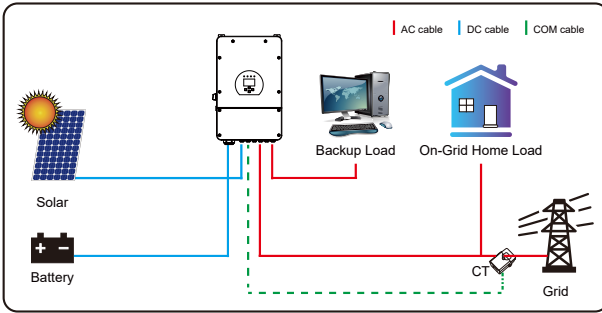 AC cable
DC cable
COM cable
Backup Load
On-Grid Home Load
Solar
Battery
CT
Grid